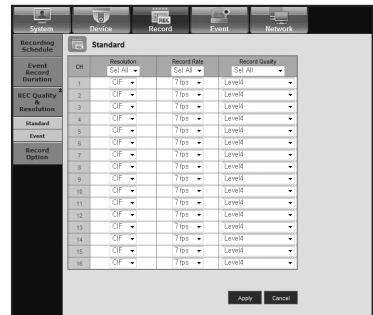 System Device Record Event Network
Recording
Schedule
Event
Record
Duration
REC Quality
&
Resolution
Standard
Event
Record
Option
Standard
CH Resolution Record Rate Record Quality
Sel All Sel All Sel All
1 CIF 7 fps Level4
2 CIF 7 fps Level4
3 CIF 7 fps Level4
4 CIF 7 fps Level4
5 CIF 7 fps Level4
6 CIF 7 fps Level4
7 CIF 7 fps Level4
8 CIF 7 fps Level4
9 CIF 7 fps Level4
10 CIF 7 fps Level4
11 CIF 7 fps Level4
12 CIF 7 fps Level4
13 CIF 7 fps Level4
14 CIF 7 fps Level4
15 CIF 7 fps Level4
16 CIF 7 fps Level4
Apply Cancel